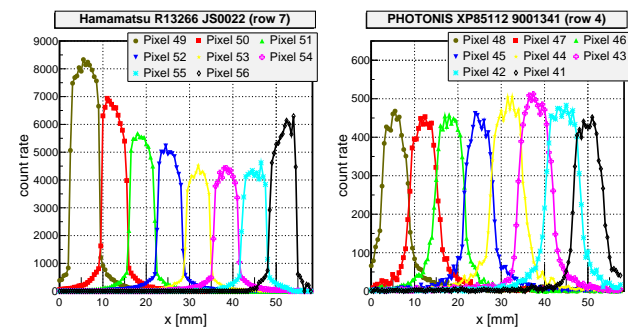 Hamamatsu R13266 JS0022 (row 7)
Pixel 49 Pixel 50 Pixel 51
Pixel 52 Pixel 53 Pixel 54
Pixel 55 Pixel 56
count rate
9000
8000
7000
6000
5000
4000
3000
2000
1000
0
0 10 20 30 40 50
x [mm]
PHOTONIS XP85112 9001341 (row 4)
Pixel 48 Pixel 47 Pixel 46
Pixel 45 Pixel 44 Pixel 43
Pixel 42 Pixel 41
count rate
600
500
400
300
200
100
0
0 10 20 30 40 50
x [mm]